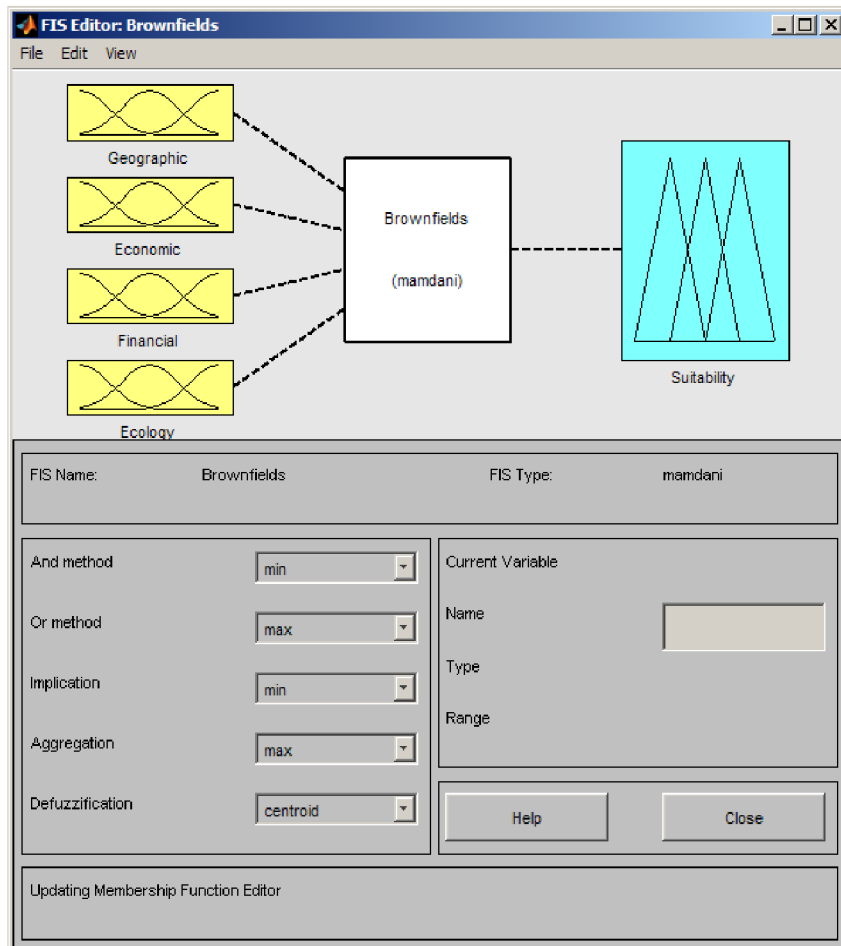 FIS Editor: Brownfields
File Edit View
Geographic
Economic
Financial
Ecology
Brownfields
(mamdani)
Suitability
FIS Name: Brownfields FIS Type: mamdani
And method min
Or method max
Implication min
Aggregation max
Defuzzification centroid
Current Variable
Name
Type
Range
Help Close
Updating Membership Function Editor